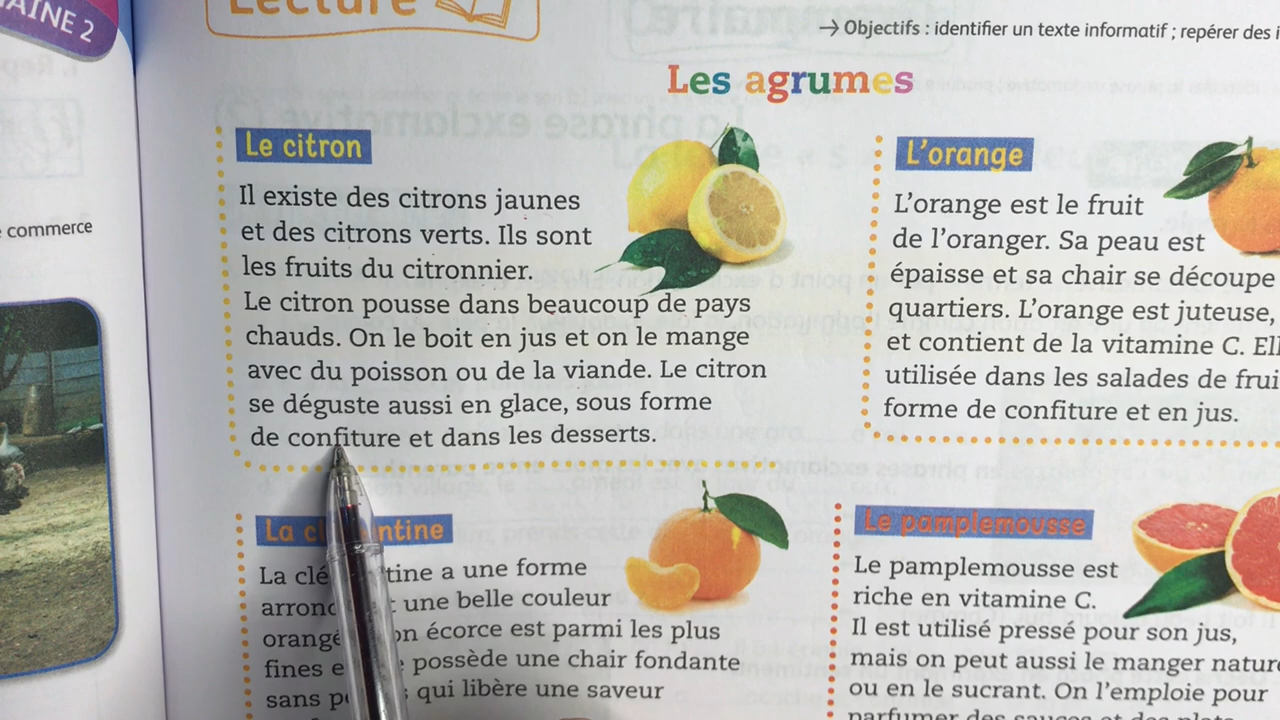 AINE 2
Lecture
→ Objectifs : identifier un texte informatif ; repérer des
Les agrumes
commerce
Le citron
Il existe des citrons jaunes
et des citrons verts. Ils sont
les fruits du citronnier.
Le citron pousse dans beaucoup de pays
chauds. On le boit en jus et on le mange
avec du poisson ou de la viande. Le citron
se déguste aussi en glace, sous forme
de confiture et dans les desserts.
L'orange
L'orange est le fruit
de l'oranger. Sa peau est
épaisse et sa chair se découpe
quartiers. L'orange est juteuse,
et contient de la vitamine C.
utilisée dans les salades de
forme de confiture et en jus.
La ntine
La clé tine a une forme
arron une belle couleur
orangé on écorce est parmi les plus
fines e possède une chair fondante
sans p qui libère une saveur
Le pamplemousse
Le pamplemousse est
riche en vitamine C.
Il est utilisé pressé pour son jus,
mais on peut aussi le manger nature
ou en le sucrant. On l'emploie pour
parfumer des sauces et des plats